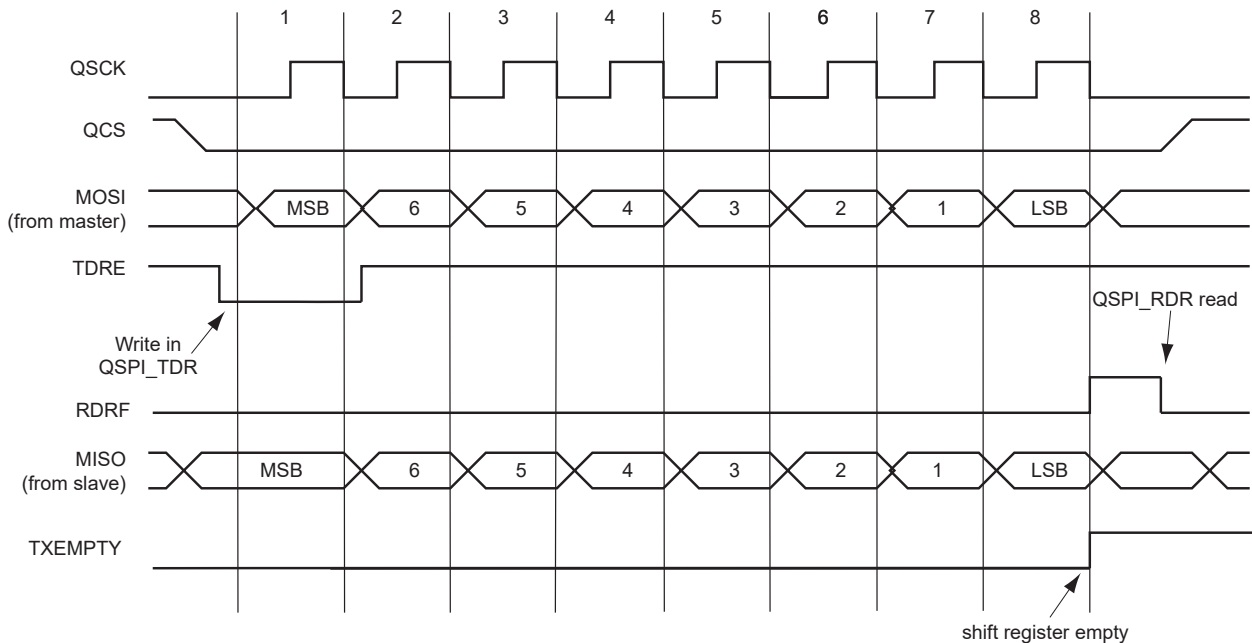 1 2 3 4 5 6 7 8
QSCK
QCS
MOSI
(from master)
MSB 6 5 4 3 2 1 LSB
TDRE
QSPI_RDR read
Write in
QSPI_TDR
RDRF
MISO
(from slave)
MSB 6 5 4 3 2 1 LSB
TXEMPTY
shift register empty